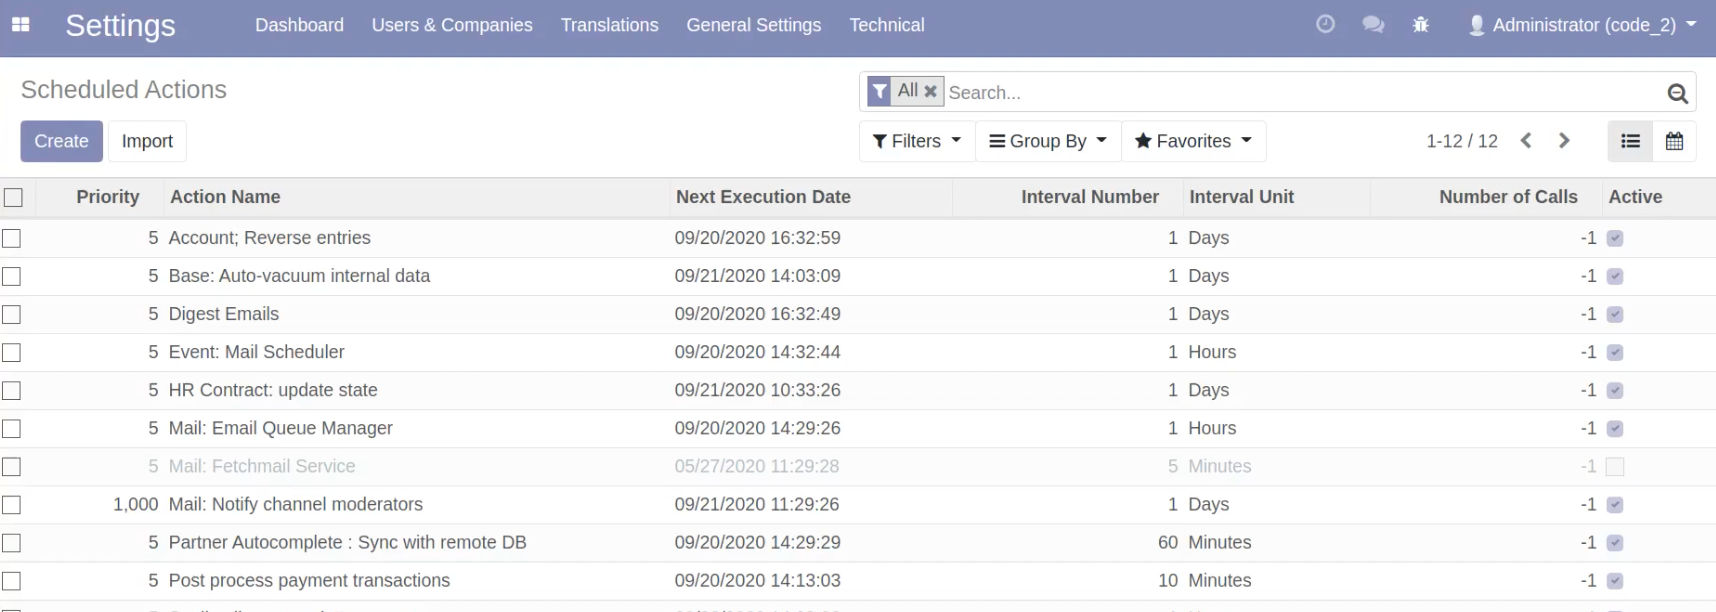 Settings Dashboard Users & Companies Translations General Settings Technical Administrator (code_2)
Scheduled Actions All Search...
Create Import Filters Group By Favorites 1-12 / 12
Priority Action Name Next Execution Date Interval Number Interval Unit Number of Calls Active
5 Account; Reverse entries 09/20/2020 16:32:59 1 Days -1
5 Base: Auto-vacuum internal data 09/21/2020 14:03:09 1 Days -1
5 Digest Emails 09/20/2020 16:32:49 1 Days -1
5 Event: Mail Scheduler 09/20/2020 14:32:44 1 Hours -1
5 HR Contract: update state 09/21/2020 10:33:26 1 Days -1
5 Mail: Email Queue Manager 09/20/2020 14:29:26 1 Hours -1
5 Mail: Fetchmail Service 05/27/2020 11:29:28 5 Minutes -1
1,000 Mail: Notify channel moderators 09/21/2020 11:29:26 1 Days -1
5 Partner Autocomplete : Sync with remote DB 09/20/2020 14:29:29 60 Minutes -1
5 Post process payment transactions 09/20/2020 14:13:03 10 Minutes -1